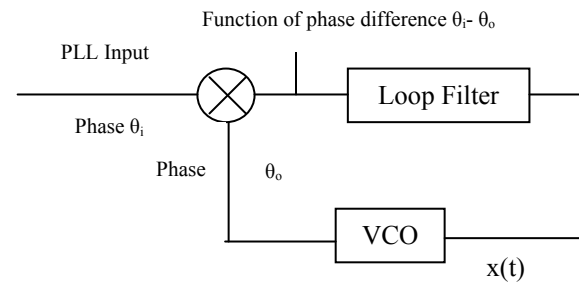 Function of phase difference θᵢ- θₒ
PLL Input
Loop Filter
Phase θᵢ
Phase θₒ
VCO
x(t)